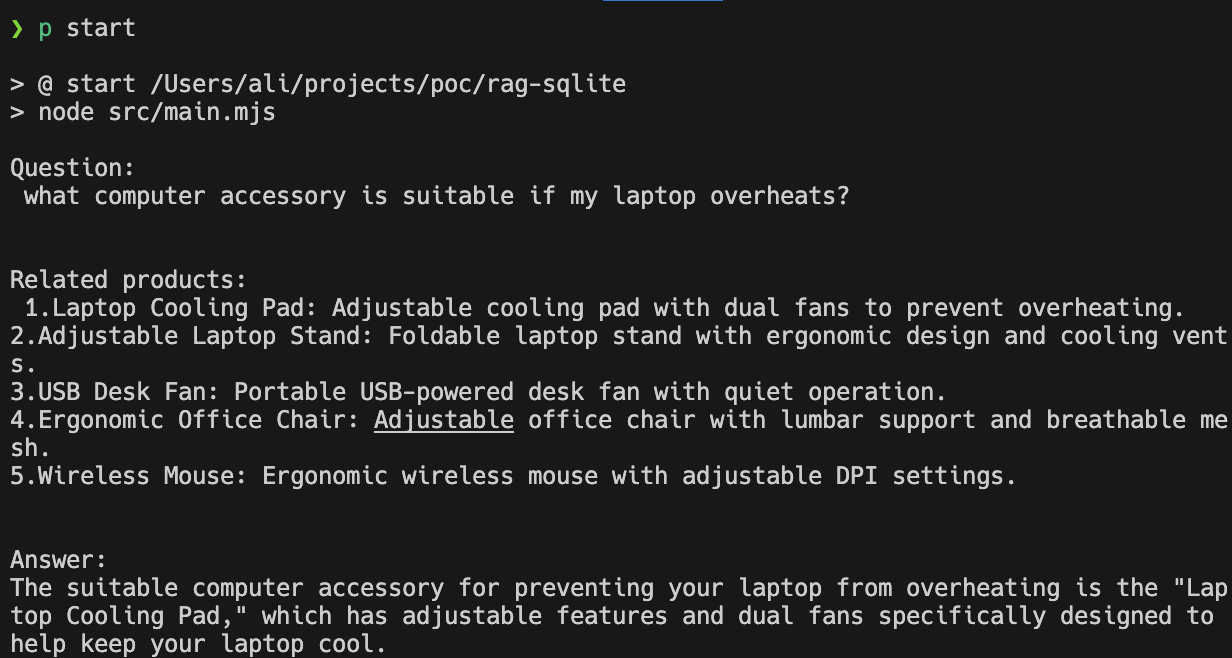 ❯ p start
> @ start /Users/ali/projects/poc/rag-sqlite
> node src/main.mjs
Question:
what computer accessory is suitable if my laptop overheats?
Related products:
1.Laptop Cooling Pad: Adjustable cooling pad with dual fans to prevent overheating.
2.Adjustable Laptop Stand: Foldable laptop stand with ergonomic design and cooling vent
s.
3.USB Desk Fan: Portable USB-powered desk fan with quiet operation.
4.Ergonomic Office Chair: Adjustable office chair with lumbar support and breathable me
sh.
5.Wireless Mouse: Ergonomic wireless mouse with adjustable DPI settings.
Answer:
The suitable computer accessory for preventing your laptop from overheating is the "Lap
top Cooling Pad," which has adjustable features and dual fans specifically designed to
help keep your laptop cool.